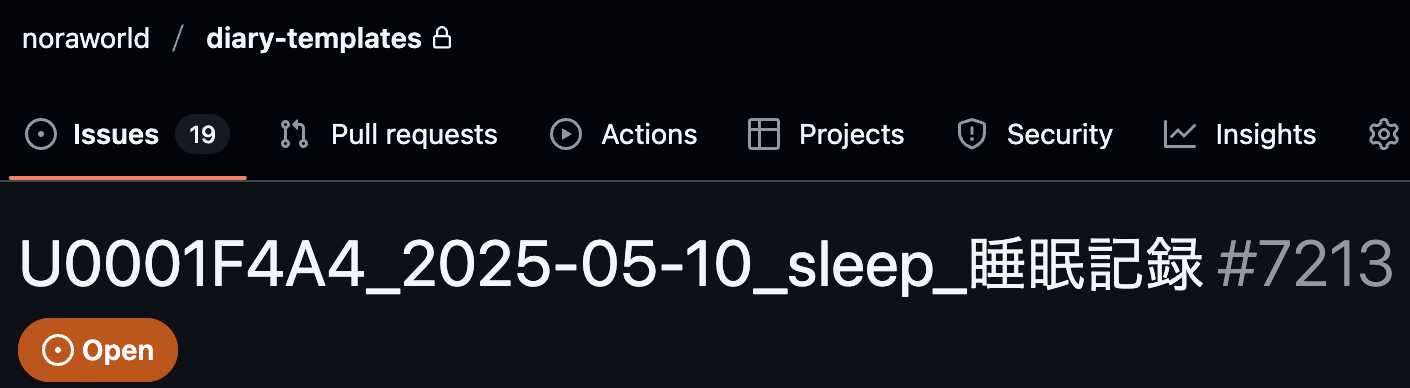 noraworld / diary-templates
Issues 19 Pull requests Actions Projects Security Insights
U0001F4A4_2025-05-10_sleep_睡眠記録 #7213
Open